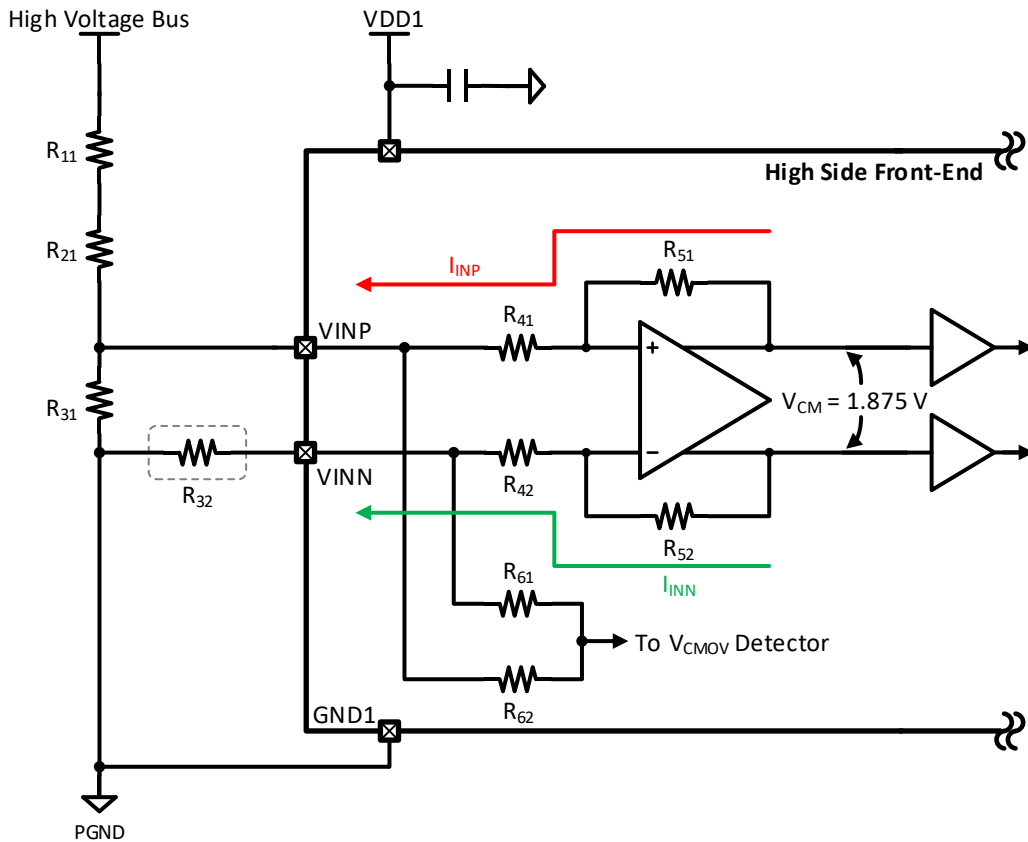 High Voltage Bus
VDD1
R11
High Side Front-End
R21
R51
IINP
R41
VINP
+
R31
VCM = 1.875 V
VINN
−
R32
R42
R52
IINN
R61
To VCMOV Detector
R62
GND1
PGND